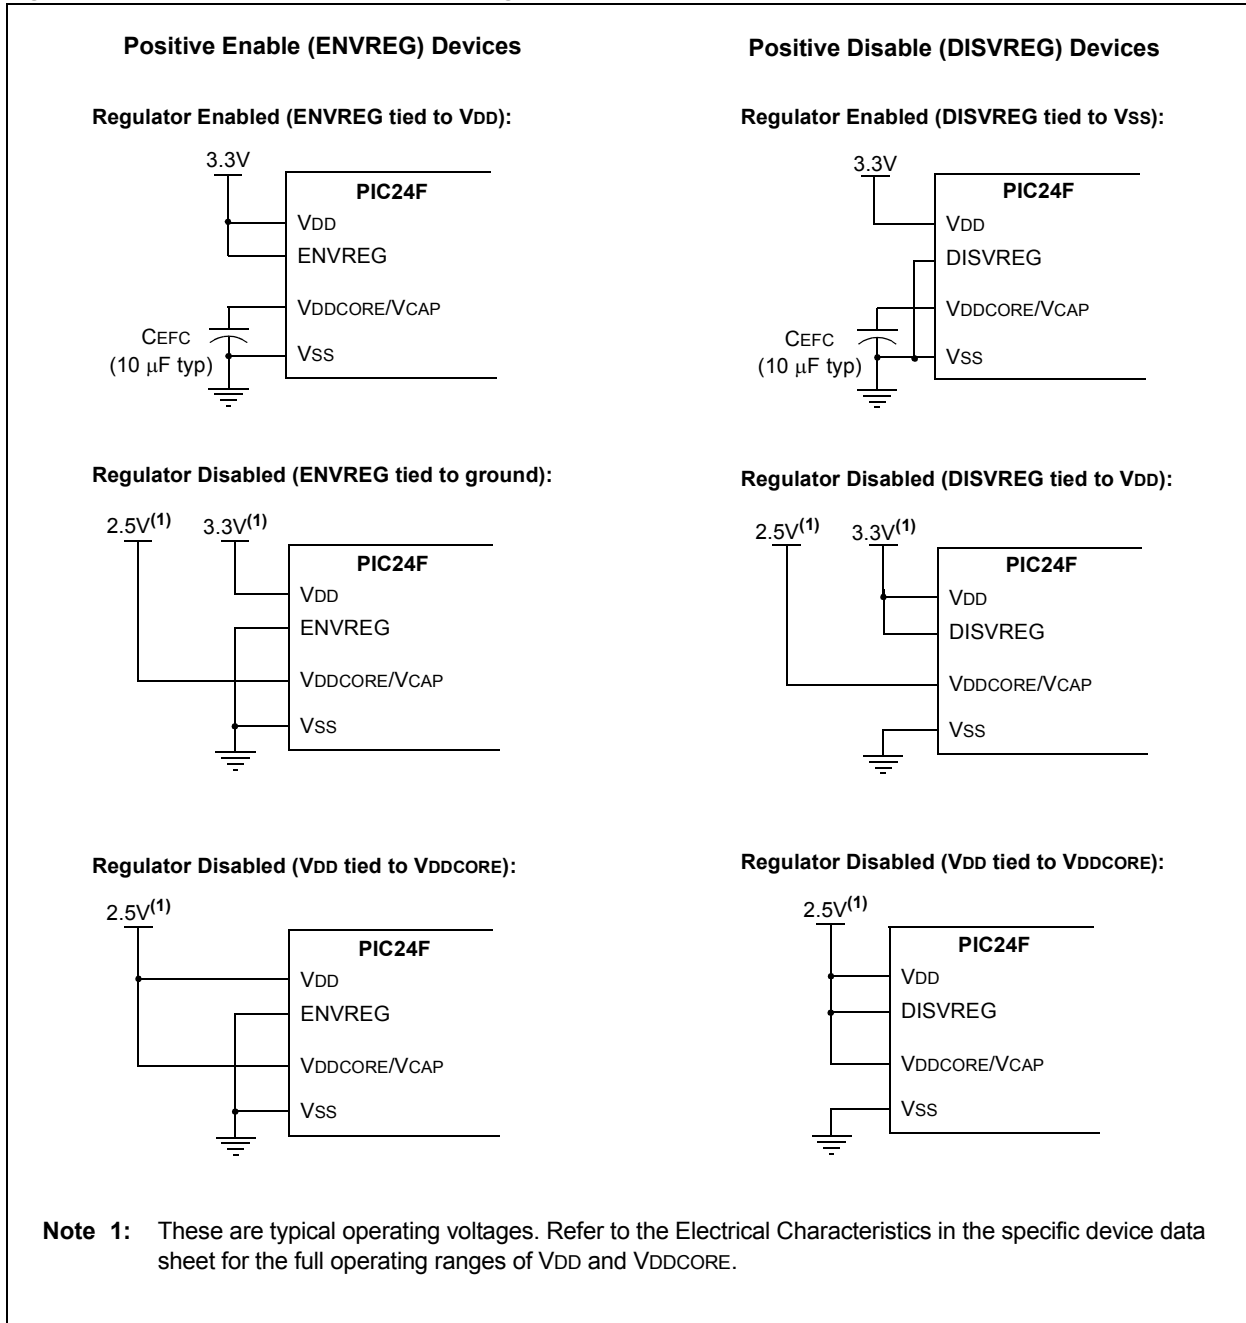 Positive Enable (ENVREG) Devices
Regulator Enabled (ENVREG tied to VDD):
3.3V
PIC24F
VDD
ENVREG
VDDCORE/VCAP
CEFC
(10 μF typ)
VSS
Regulator Disabled (ENVREG tied to ground):
2.5V(1) 3.3V(1)
PIC24F
VDD
ENVREG
VDDCORE/VCAP
VSS
Regulator Disabled (VDD tied to VDDCORE):
2.5V(1)
PIC24F
VDD
ENVREG
VDDCORE/VCAP
VSS
Positive Disable (DISVREG) Devices
Regulator Enabled (DISVREG tied to VSS):
3.3V
PIC24F
VDD
DISVREG
VDDCORE/VCAP
CEFC
(10 μF typ)
VSS
Regulator Disabled (DISVREG tied to VDD):
2.5V(1) 3.3V(1)
PIC24F
VDD
DISVREG
VDDCORE/VCAP
VSS
Regulator Disabled (VDD tied to VDDCORE):
2.5V(1)
PIC24F
VDD
DISVREG
VDDCORE/VCAP
VSS
Note 1: These are typical operating voltages. Refer to the Electrical Characteristics in the specific device data
sheet for the full operating ranges of VDD and VDDCORE.